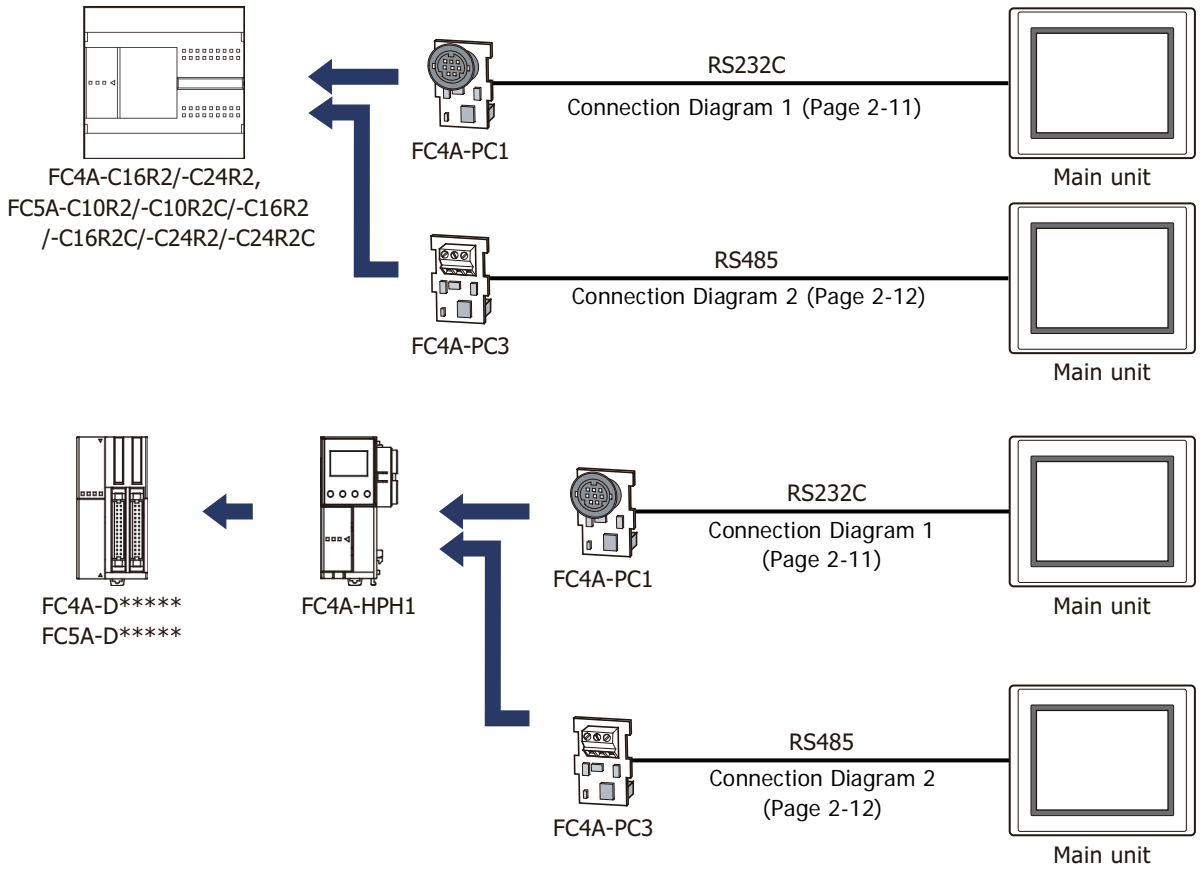 RS232C
Connection Diagram 1 (Page 2-11)
FC4A-PC1
Main unit
FC4A-C16R2/-C24R2,
FC5A-C10R2/-C10R2C/-C16R2
/-C16R2C/-C24R2/-C24R2C
RS485
Connection Diagram 2 (Page 2-12)
FC4A-PC3
Main unit
RS232C
Connection Diagram 1
(Page 2-11)
FC4A-PC1
Main unit
FC4A-D*****
FC5A-D*****
FC4A-HPH1
RS485
Connection Diagram 2
(Page 2-12)
FC4A-PC3
Main unit